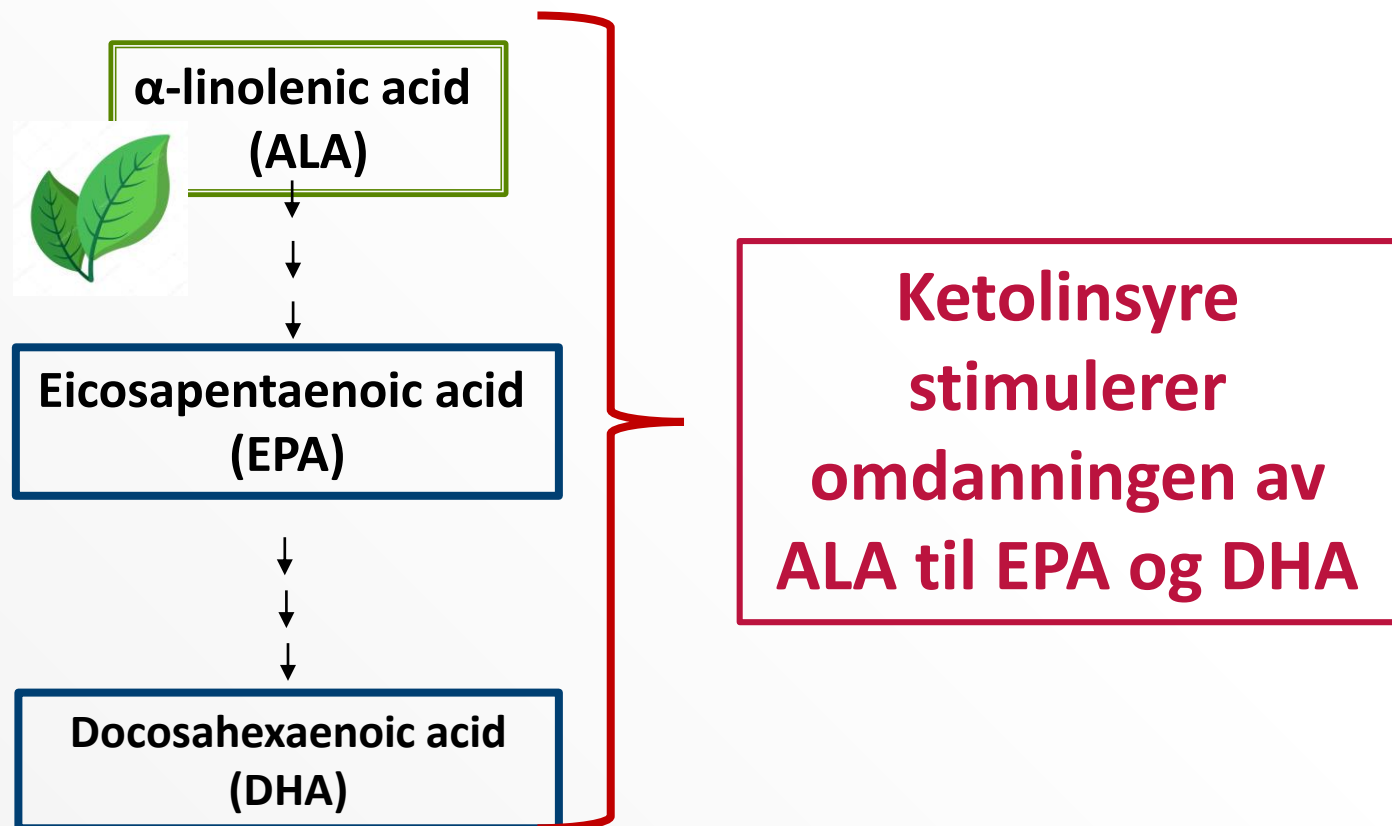 α-linolenic acid
(ALA)
Eicosapentaenoic acid
(EPA)
Docosahexaenoic acid
(DHA)
Ketolinsyre
stimulerer
omdanningen av
ALA til EPA og DHA